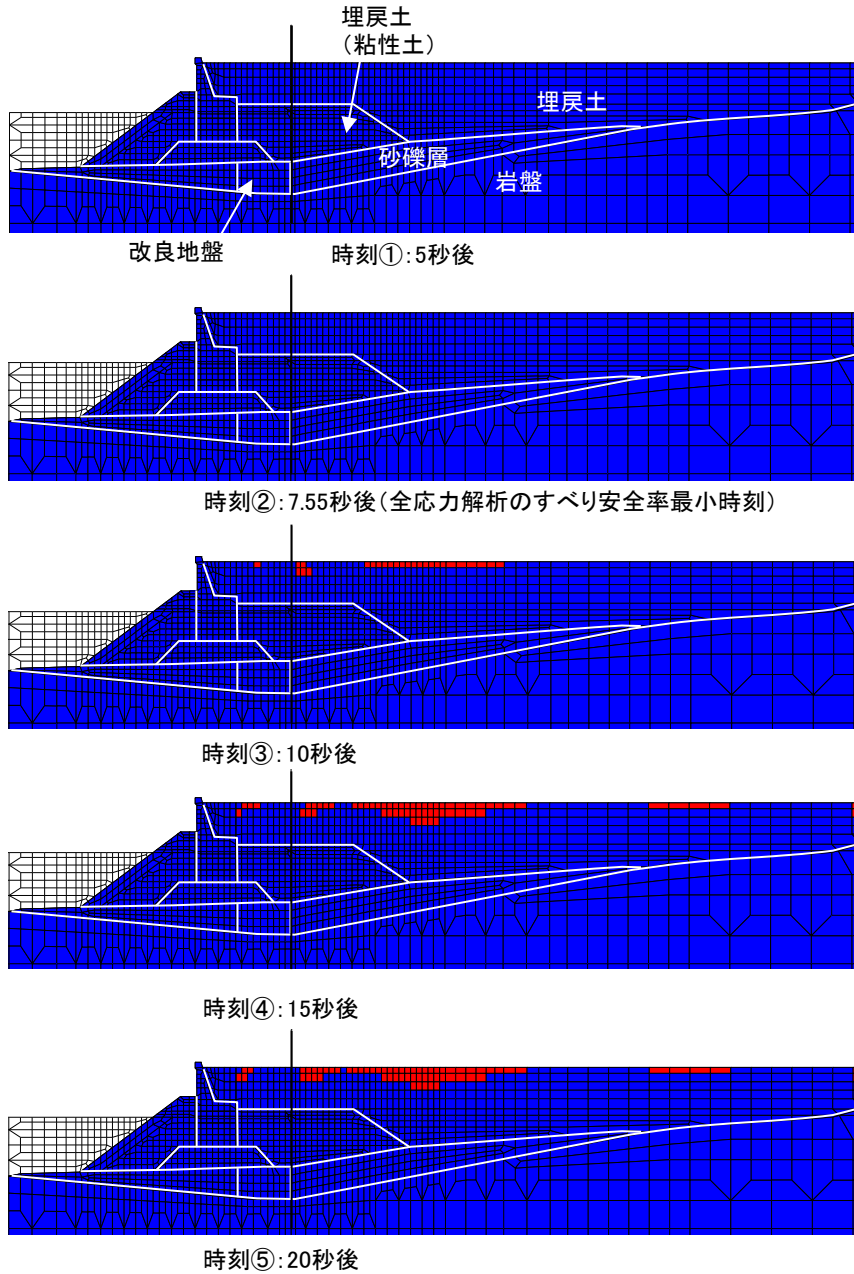 埋戻土
（粘性土）
埋戻土
砂礫層
岩盤
改良地盤
時刻①：5秒後
時刻②：7.55秒後（全応力解析のすべり安全率最小時刻）
時刻③：10秒後
時刻④：15秒後
時刻⑤：20秒後